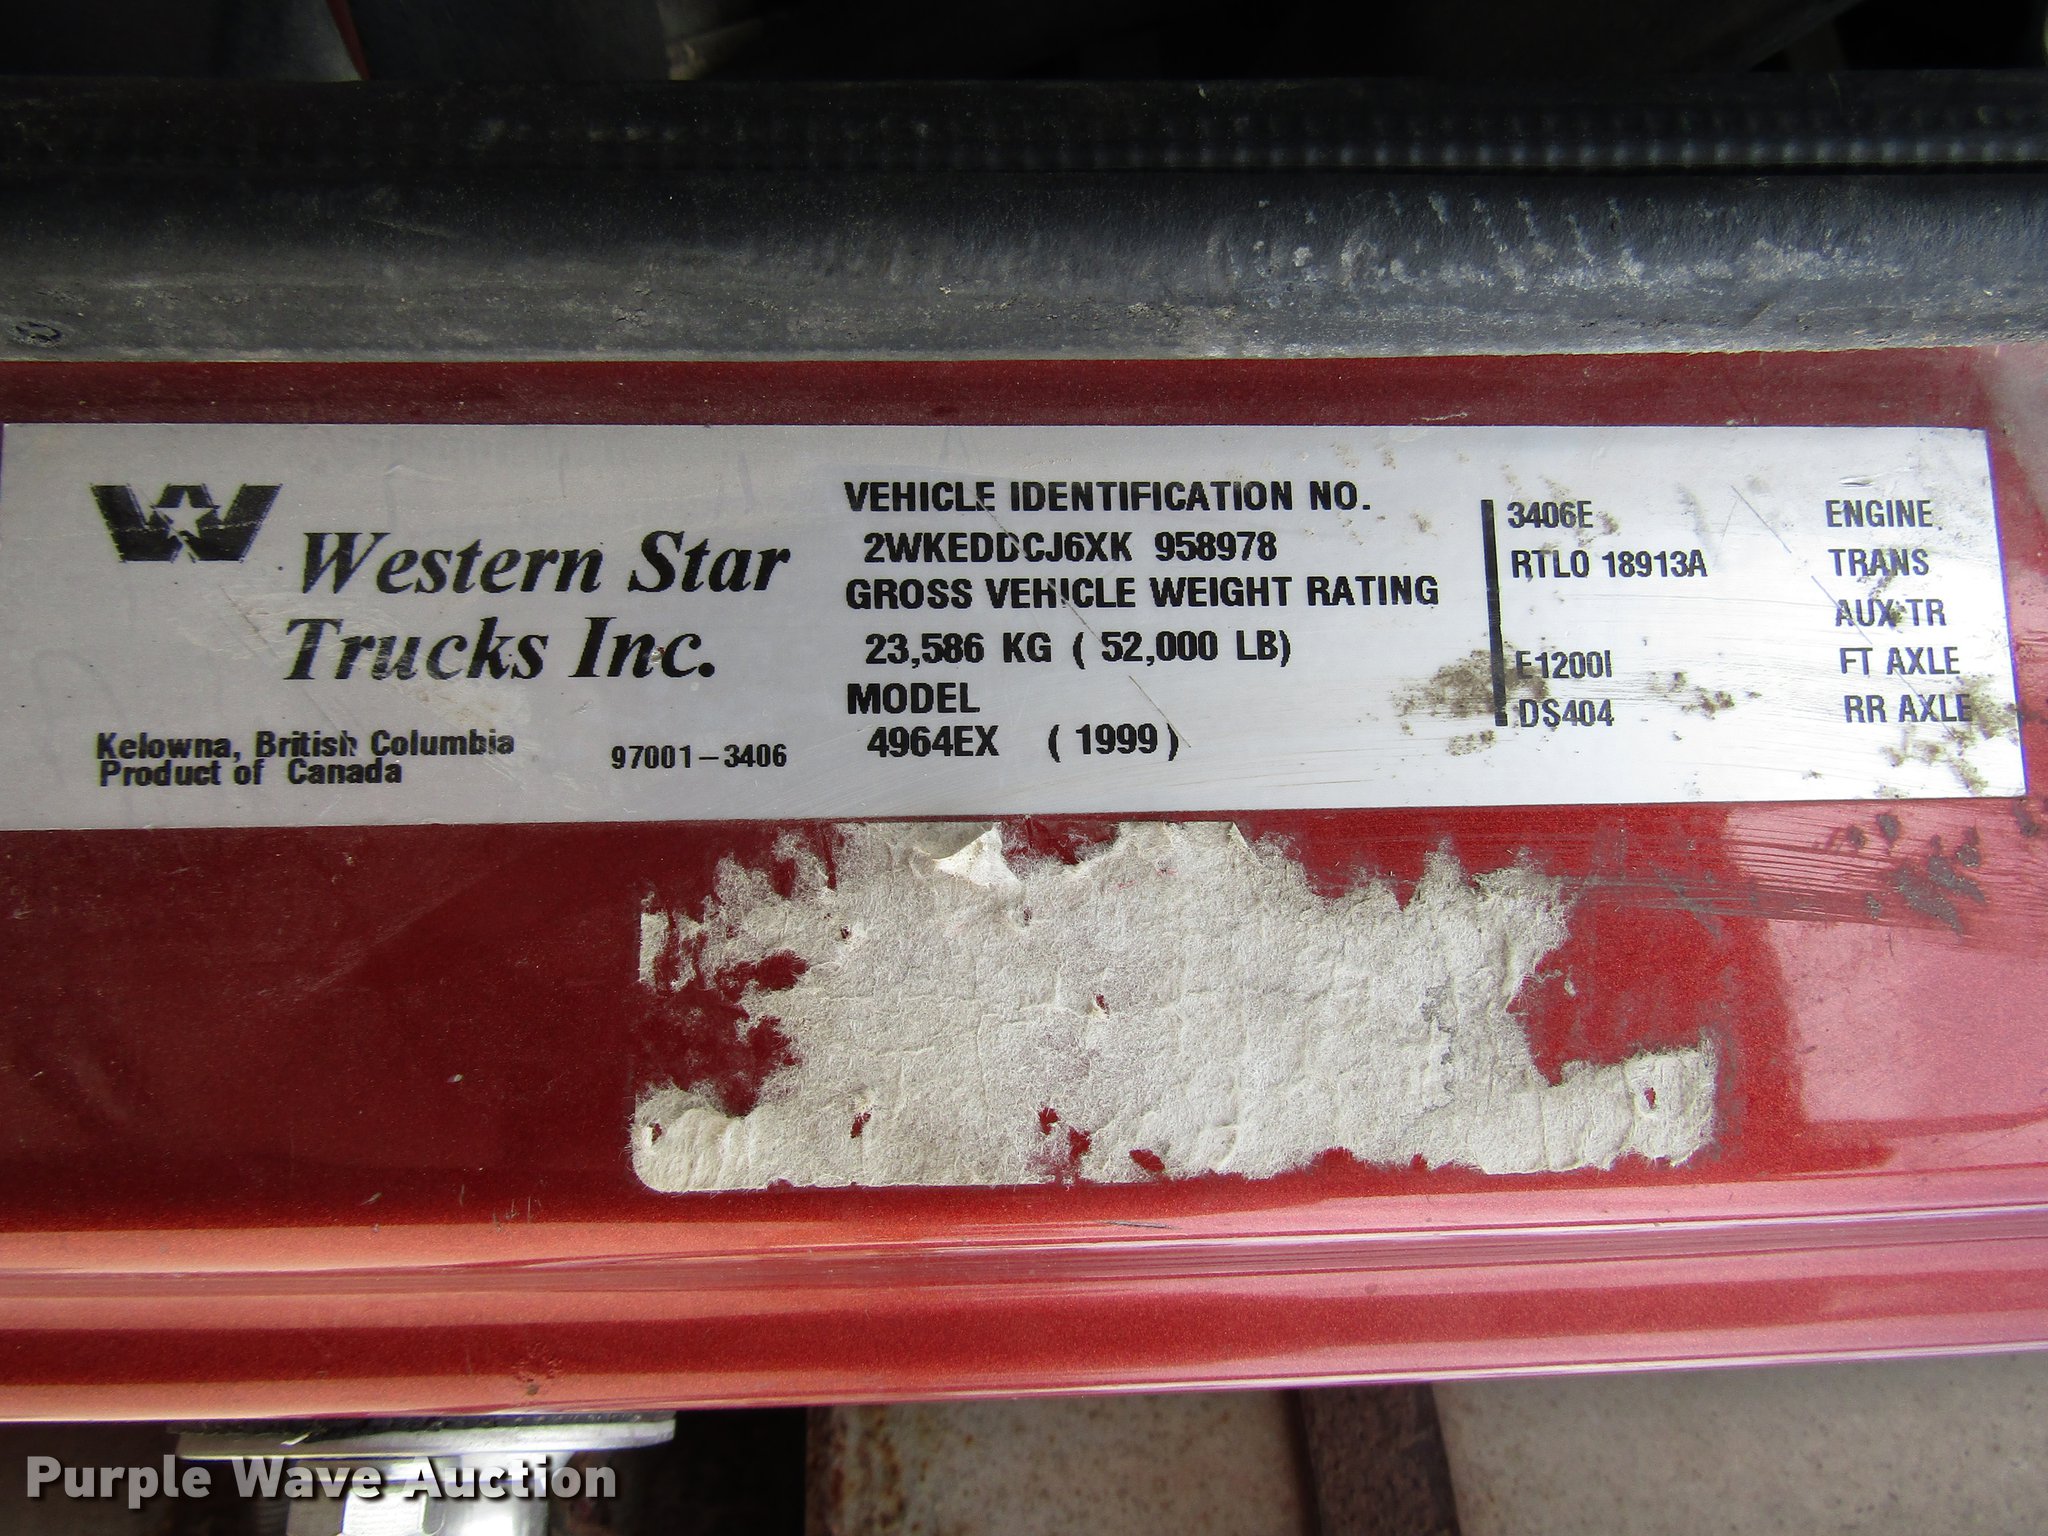 Western Star
Trucks Inc.
Kelowna, British Columbia
Product of Canada
97001-3406
VEHICLE IDENTIFICATION NO.
2WKEDDCJ6XK 958978
GROSS VEHICLE WEIGHT RATING
23,586 KG ( 52,000 LB)
MODEL
4964EX ( 1999 )
3406E ENGINE
RTLO 18913A TRANS
AUX TR
E1200I FT AXLE
DS404 RR AXLE
Purple Wave Auction